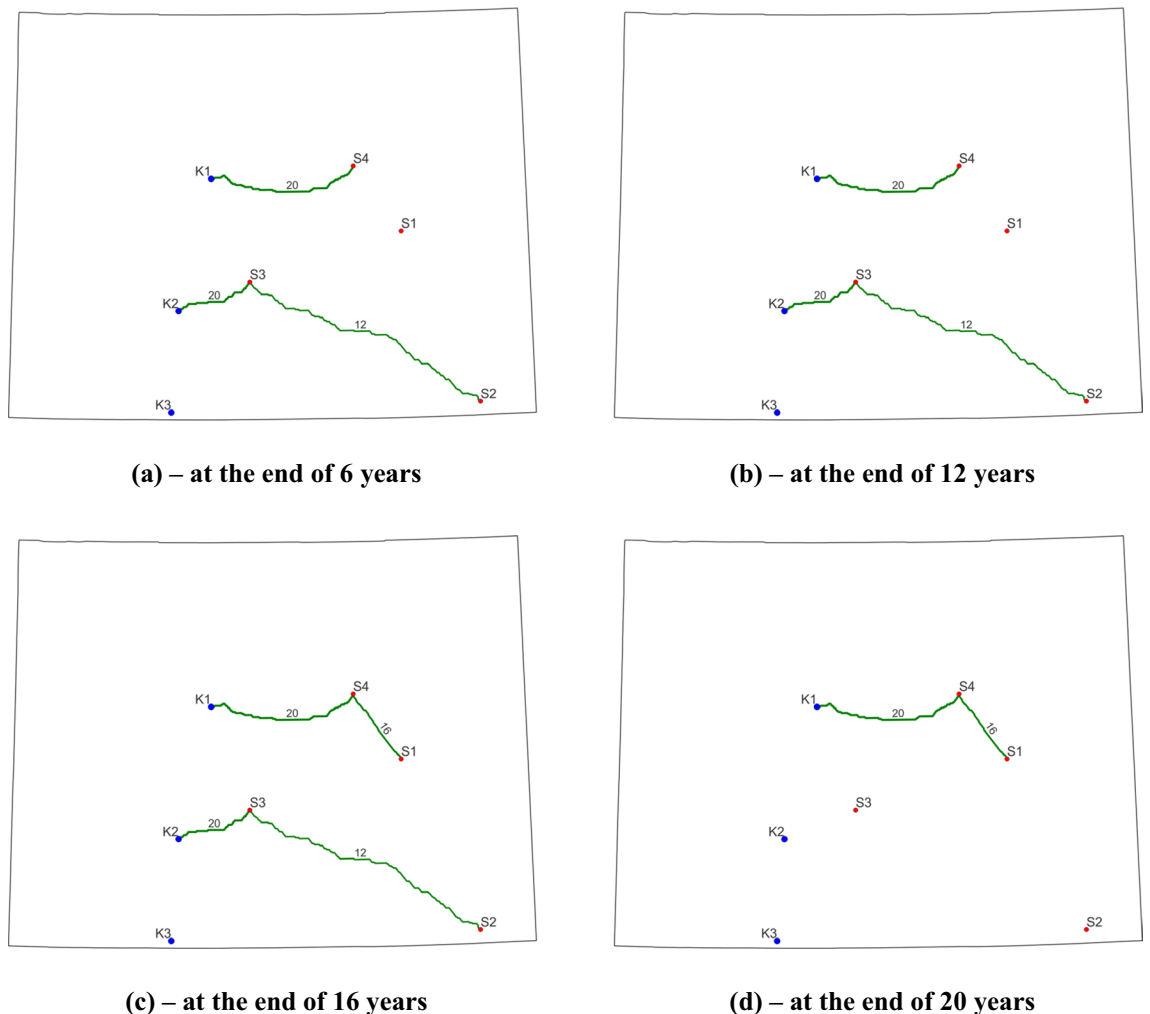 S4
K1
20
S1
S3
K2
20
12
S2
K3
(a) – at the end of 6 years
S4
K1
20
S1
S3
K2
20
12
S2
K3
(b) – at the end of 12 years
S4
K1
20
16
S1
S3
K2
20
12
S2
K3
(c) – at the end of 16 years
S4
K1
20
16
S1
S3
K2
S2
K3
(d) – at the end of 20 years